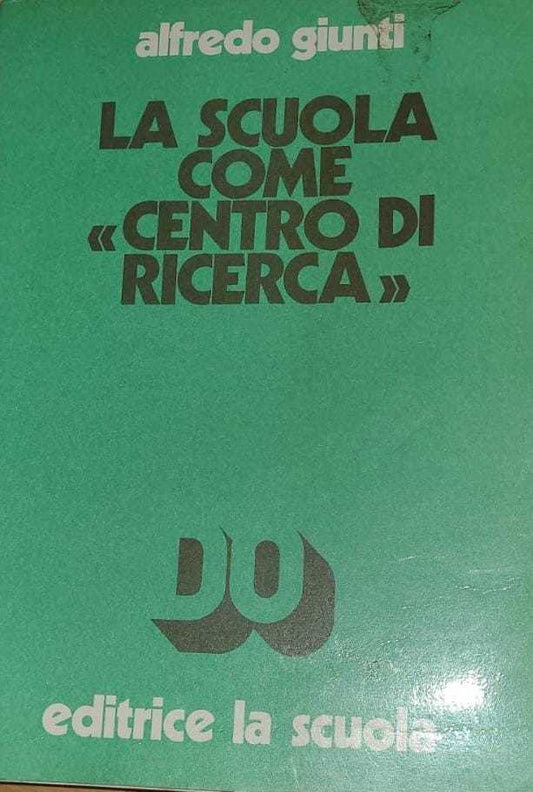 alfredo giunti
LA SCUOLA
COME
«CENTRO DI
RICERCA»
DO
editrice la scuola